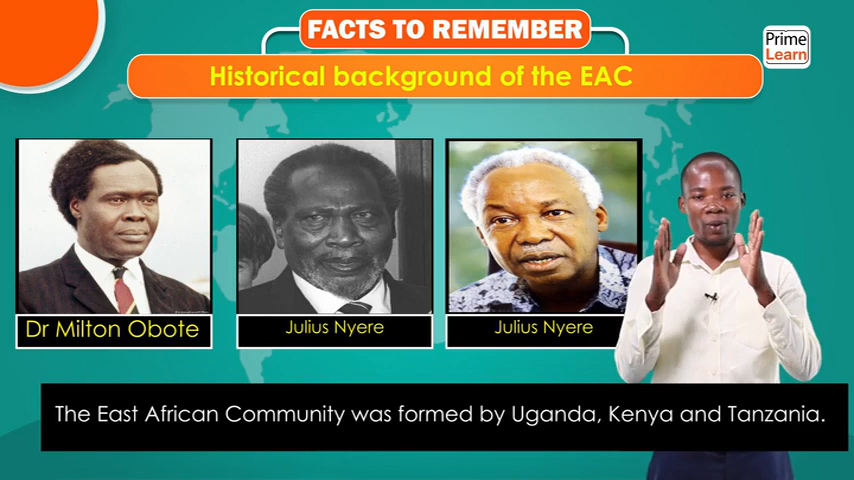 FACTS TO REMEMBER
Prime
Learn
Historical background of the EAC
Dr Milton Obote
Julius Nyere
Julius Nyere
The East African Community was formed by Uganda, Kenya and Tanzania.